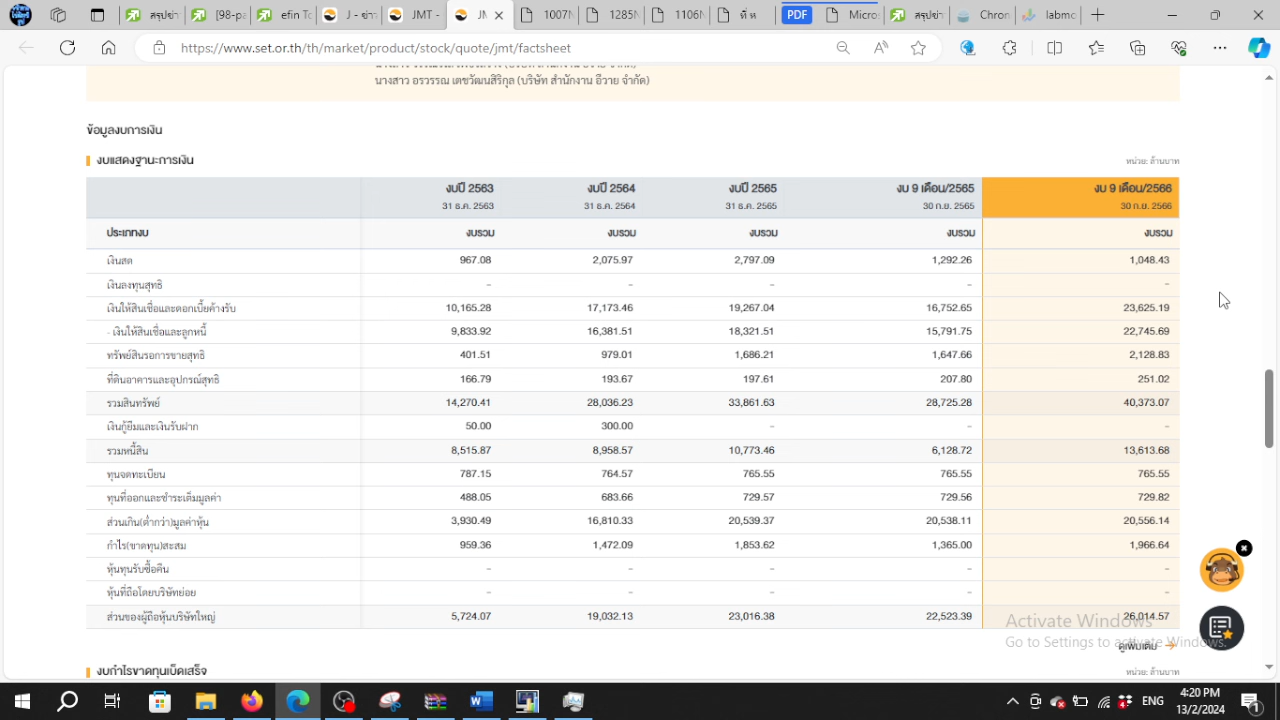 สรุปถ่
[98-p
ฝึก To
J
JMT -
JM
1007N
1285N
1106N
ที่ ห
PDF
Micro
สรุปถ่
Chron
labmc
https://www.set.or.th/th/market/product/stock/quote/jmt/factsheet
นางสาว อรวรรณ เตชวัฒนสิริกุล (บริษัท สำนักงาน อีวาย จำกัด)
ข้อมูลงบการเงิน
งบแสดงฐานะการเงิน หน่วย: ล้านบาท
งบปี 2563 งบปี 2564 งบปี 2565 งบ 9 เดือน/2565 งบ 9 เดือน/2566
31 ธ.ค. 2563 31 ธ.ค. 2564 31 ธ.ค. 2565 30 ก.ย. 2565 30 ก.ย. 2566
ประเภทงบ งบรวม งบรวม งบรวม งบรวม งบรวม
เงินสด 967.08 2,075.97 2,797.09 1,292.26 1,048.43
เงินลงทุนสุทธิ - - - - -
เงินให้สินเชื่อและดอกเบี้ยค้างรับ 10,165.28 17,173.46 19,267.04 16,752.65 23,625.19
- เงินให้สินเชื่อและลูกหนี้ 9,833.92 16,381.51 18,321.51 15,791.75 22,745.69
ทรัพย์สินรอการขายสุทธิ 401.51 979.01 1,686.21 1,647.66 2,128.83
ที่ดินอาคารและอุปกรณ์สุทธิ 166.79 193.67 197.61 207.80 251.02
รวมสินทรัพย์ 14,270.41 28,036.23 33,861.63 28,725.28 40,373.07
เงินกู้ยืมและเงินรับฝาก 50.00 300.00 - - -
รวมหนี้สิน 8,515.87 8,958.57 10,773.46 6,128.72 13,613.68
ทุนจดทะเบียน 787.15 764.57 765.55 765.55 765.55
ทุนที่ออกและชำระเต็มมูลค่า 488.05 683.66 729.57 729.56 729.82
ส่วนเกิน(ต่ำกว่า)มูลค่าหุ้น 3,930.49 16,810.33 20,539.37 20,538.11 20,556.14
กำไร(ขาดทุน)สะสม 959.36 1,472.09 1,853.62 1,365.00 1,966.64
หุ้นทุนรับซื้อคืน - - - - -
หุ้นที่ถือโดยบริษัทย่อย - - - - -
ส่วนของผู้ถือหุ้นบริษัทใหญ่ 5,724.07 19,032.13 23,016.38 22,523.39 26,014.57
Activate Windows
Go to Settings to activate Windows.
ดูเพิ่มเติม
งบกำไรขาดทุนเบ็ดเสร็จ หน่วย: ล้านบาท
ENG
4:20 PM
13/2/2024
1